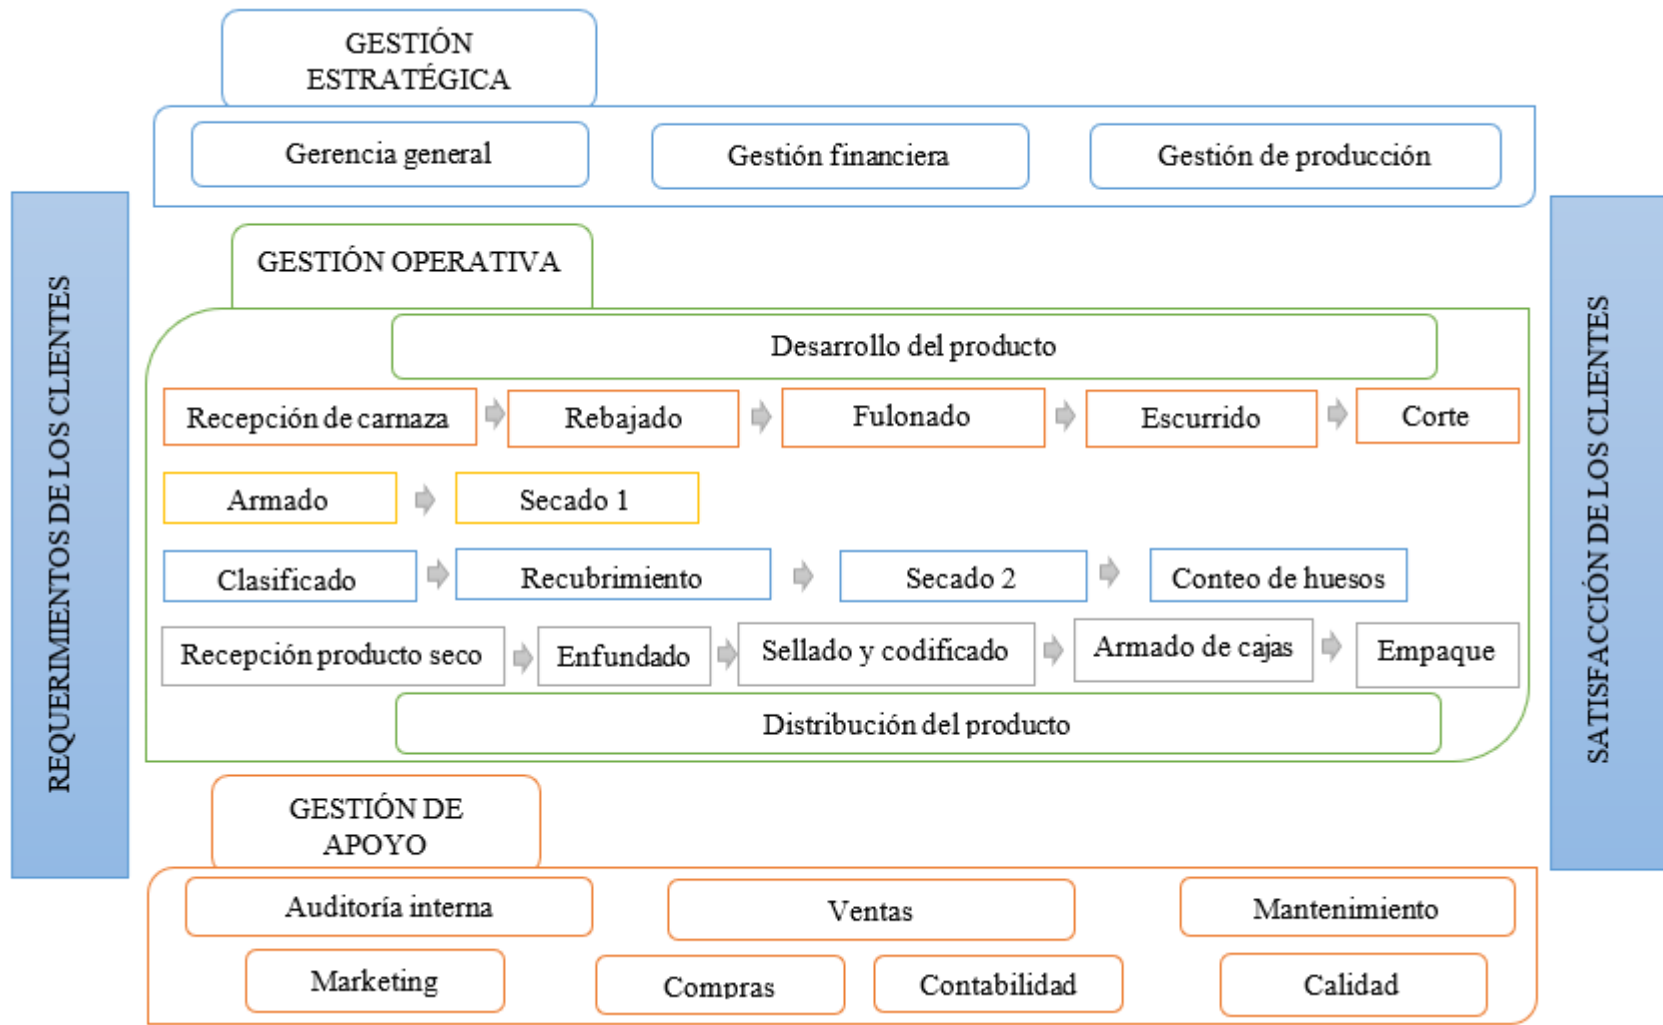 GESTIÓN
ESTRATÉGICA
Gerencia general
Gestión financiera
Gestión de producción
REQUERIMIENTOS DE LOS CLIENTES
GESTIÓN OPERATIVA
Desarrollo del producto
Recepción de carnaza
Rebajado
Fulonado
Escurrido
Corte
Armado
Secado 1
Clasificado
Recubrimiento
Secado 2
Conteo de huesos
Recepción producto seco
Enfundado
Sellado y codificado
Armado de cajas
Empaque
Distribución del producto
SATISFACCIÓN DE LOS CLIENTES
GESTIÓN DE
APOYO
Auditoría interna
Ventas
Mantenimiento
Marketing
Compras
Contabilidad
Calidad